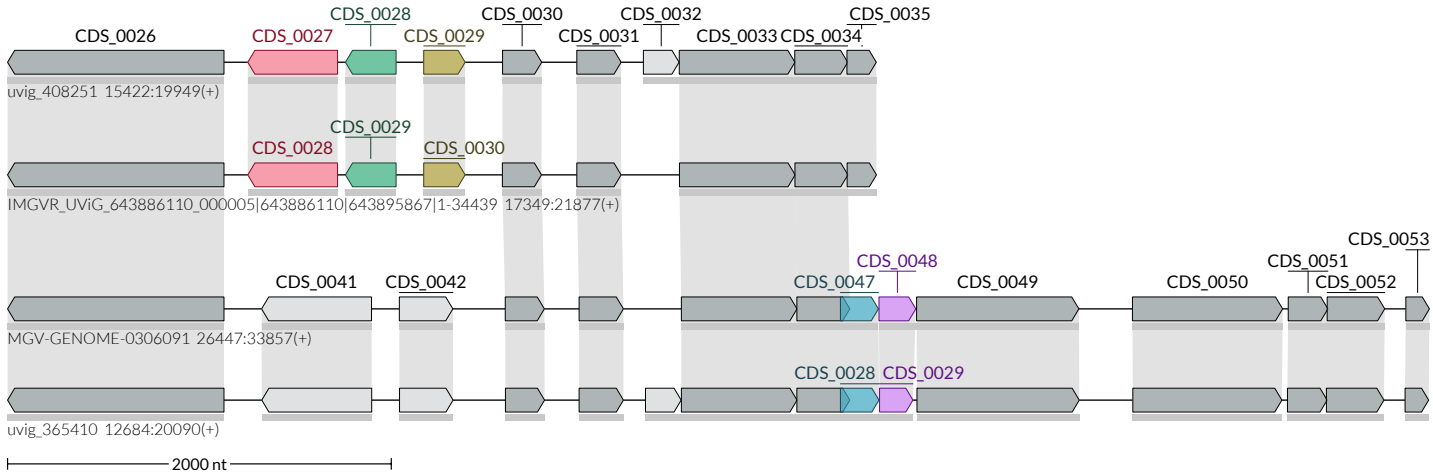 CDS_0028 CDS_0030 CDS_0032 CDS_0035
CDS_0026 CDS_0027 CDS_0029 CDS_0031 CDS_0033 CDS_0034
uvig_408251 15422:19949(+)
CDS_0029
CDS_0028 CDS_0030
IMGVR_UViG_643886110_000005|643886110|643895867|1-34439 17349:21877(+)
CDS_0053
CDS_0048 CDS_0051
CDS_0041 CDS_0042 CDS_0047 CDS_0049 CDS_0050 CDS_0052
MGV-GENOME-0306091 26447:33857(+)
CDS_0028 CDS_0029
uvig_365410 12684:20090(+)
2000 nt